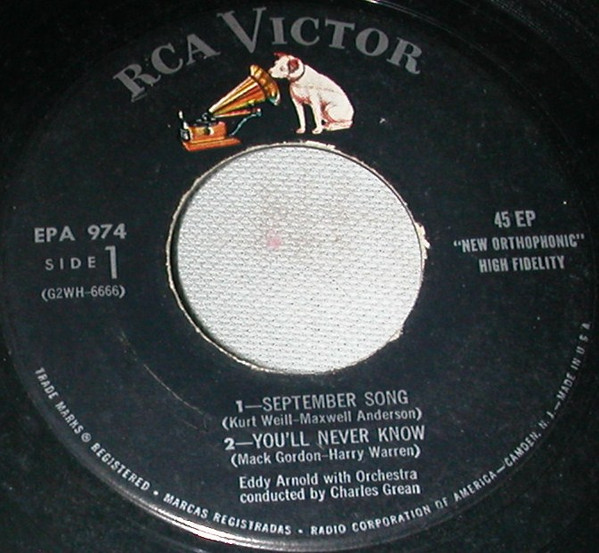 RCA VICTOR
EPA 974
SIDE 1
(G2WH-6666)
45 EP
"NEW ORTHOPHONIC"
HIGH FIDELITY
1—SEPTEMBER SONG
(Kurt Weill-Maxwell Anderson)
2—YOU'LL NEVER KNOW
(Mack Gordon-Harry Warren)
Eddy Arnold with Orchestra
conducted by Charles Grean
TRADE MARKS ® REGISTERED • MARCAS REGISTRADAS • RADIO CORPORATION OF AMERICA—CAMDEN, N. J.—MADE IN U.S.A.